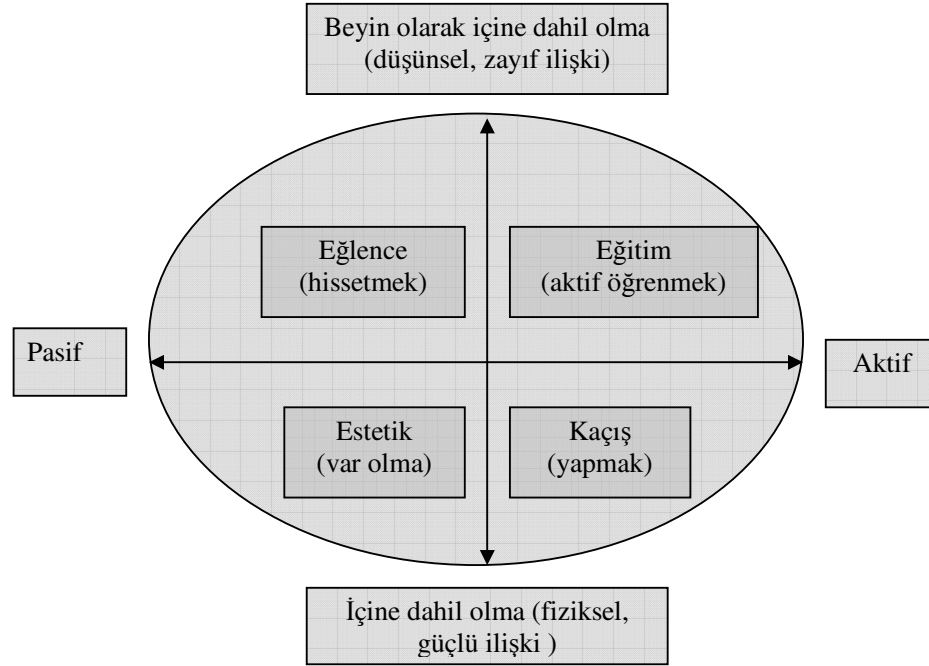 Beyin olarak içine dahil olma
(düşünsel, zayıf ilişki)
Eğlence
(hissetmek)
Eğitim
(aktif öğrenmek)
Pasif
Aktif
Estetik
(var olma)
Kaçış
(yapmak)
İçine dahil olma (fiziksel,
güçlü ilişki )